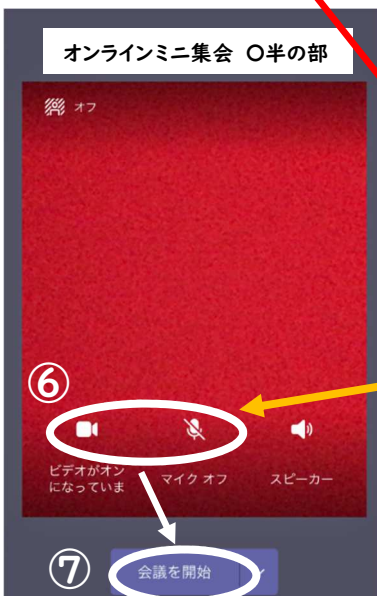 オンラインミニ集会 〇半の部
オフ
⑥
ビデオがオン
になっていま
マイク オフ
スピーカー
⑦
会議を開始